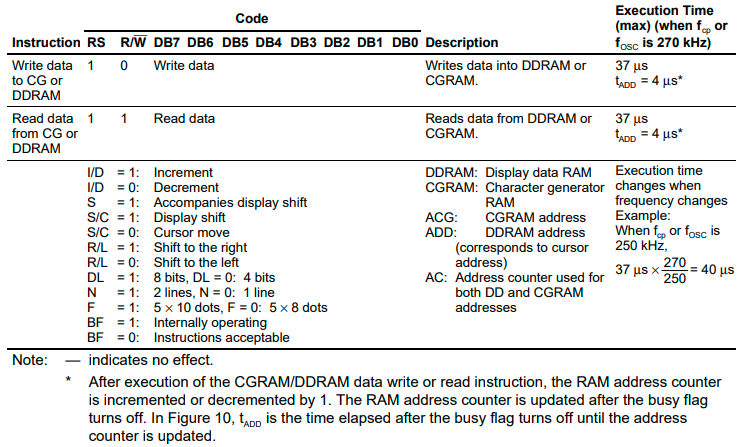 Code
Execution Time (max) (when fcp or fOSC is 270 kHz)
Instruction RS R/W̅ DB7 DB6 DB5 DB4 DB3 DB2 DB1 DB0 Description
Write data to CG or DDRAM 1 0 Write data Writes data into DDRAM or CGRAM. 37 µs tADD = 4 µs*
Read data from CG or DDRAM 1 1 Read data Reads data from DDRAM or CGRAM. 37 µs tADD = 4 µs*
I/D = 1: Increment
I/D = 0: Decrement
S = 1: Accompanies display shift
S/C = 1: Display shift
S/C = 0: Cursor move
R/L = 1: Shift to the right
R/L = 0: Shift to the left
DL = 1: 8 bits, DL = 0: 4 bits
N = 1: 2 lines, N = 0: 1 line
F = 1: 5 × 10 dots, F = 0: 5 × 8 dots
BF = 1: Internally operating
BF = 0: Instructions acceptable
DDRAM: Display data RAM
CGRAM: Character generator
RAM
ACG: CGRAM address
ADD: DDRAM address
(corresponds to cursor
address)
AC: Address counter used for
both DD and CGRAM
addresses
Execution time
changes when
frequency changes
Example:
When fcp or fOSC is
250 kHz,
37 µs × 270/250 = 40 µs
Note: — indicates no effect.
* After execution of the CGRAM/DDRAM data write or read instruction, the RAM address counter
is incremented or decremented by 1. The RAM address counter is updated after the busy flag
turns off. In Figure 10, tADD is the time elapsed after the busy flag turns off until the address
counter is updated.